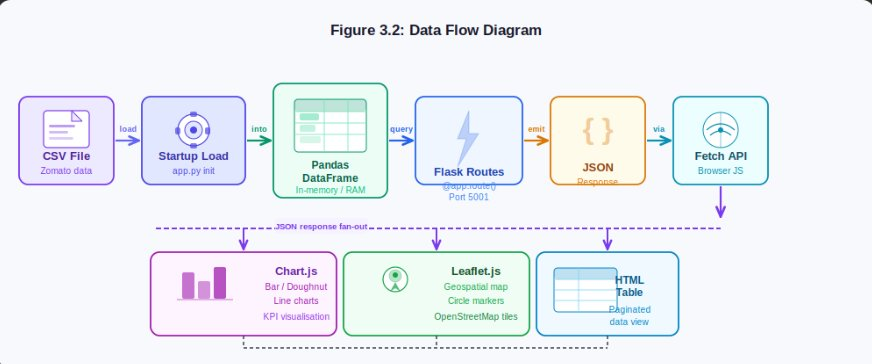 Figure 3.2: Data Flow Diagram
CSV File
Zomato data
load
Startup Load
app.py init
into
Pandas
DataFrame
In-memory / RAM
query
Flask Routes
@app.route()
Port 5001
emit
{ }
JSON
Response
via
Fetch API
Browser JS
JSON response fan-out
Chart.js
Bar / Doughnut
Line charts
KPI visualisation
Leaflet.js
Geospatial map
Circle markers
OpenStreetMap tiles
HTML
Table
Paginated
data view